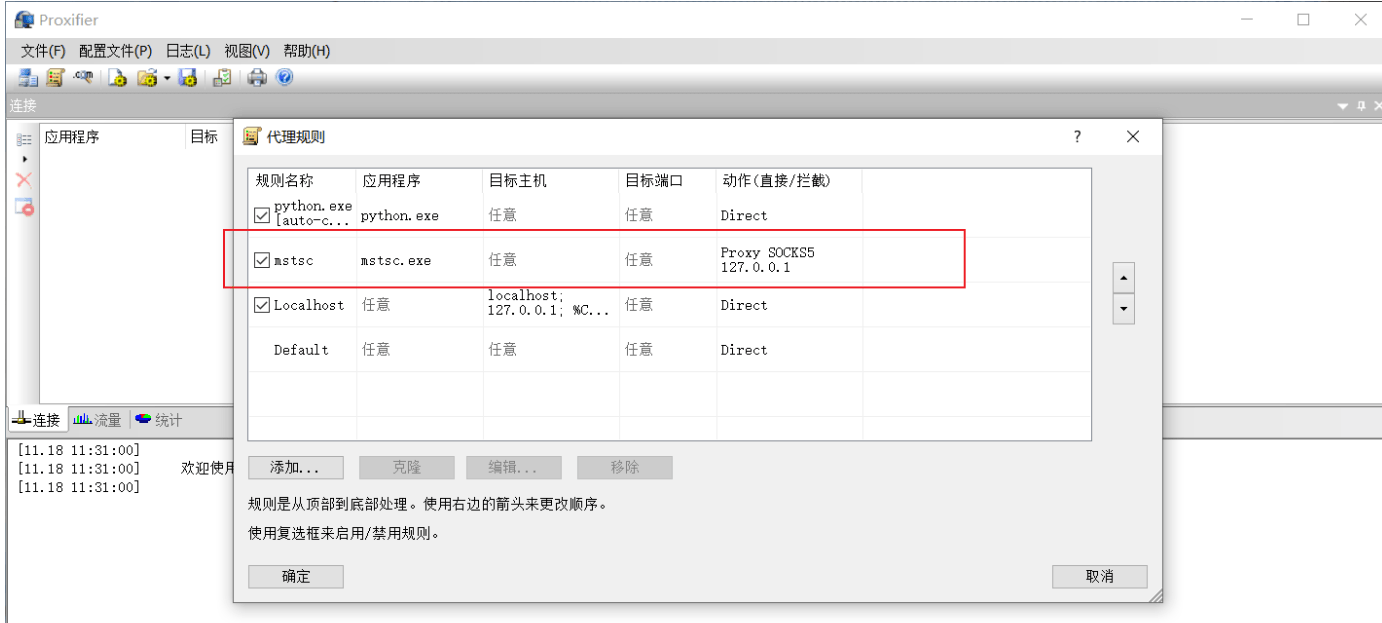 Proxifier
文件(F) 配置文件(P) 日志(L) 视图(V) 帮助(H)
连接
应用程序 目标
代理规则
规则名称 应用程序 目标主机 目标端口 动作(直接/拦截)
python.exe
[auto-c... python.exe 任意 任意 Direct
mstsc mstsc.exe 任意 任意 Proxy SOCKS5
127.0.0.1
Localhost 任意 localhost;
127.0.0.1; %C... 任意 Direct
Default 任意 任意 任意 Direct
连接 流量 统计
[11.18 11:31:00]
[11.18 11:31:00] 欢迎使用
[11.18 11:31:00]
添加... 克隆 编辑... 移除
规则是从顶部到底部处理。使用右边的箭头来更改顺序。
使用复选框来启用/禁用规则。
确定 取消